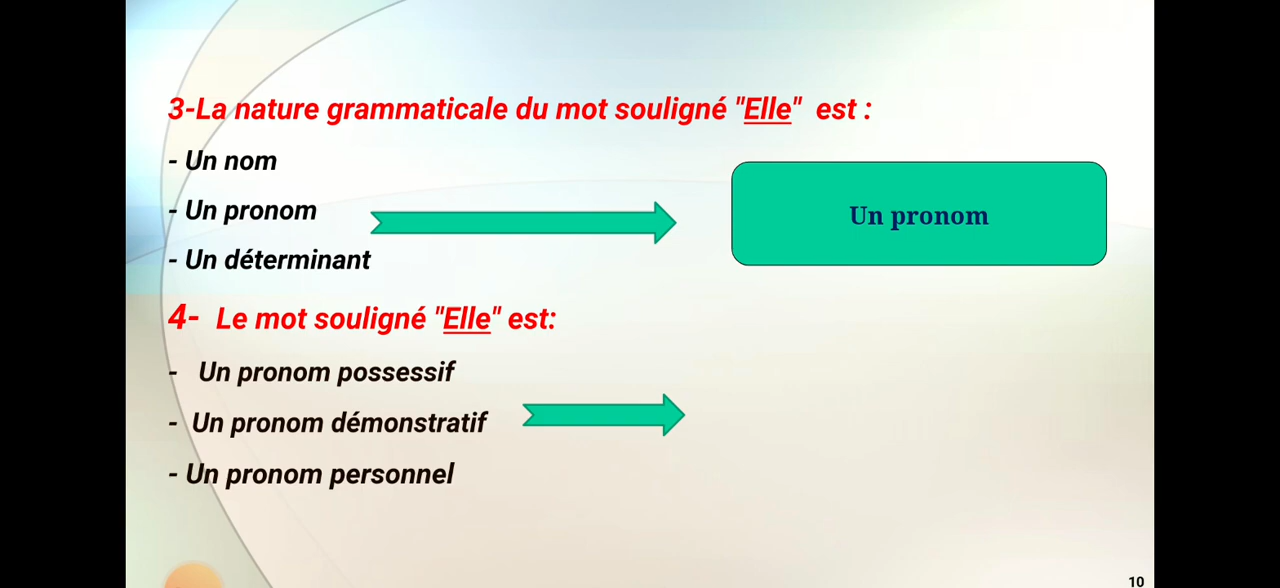 3-La nature grammaticale du mot souligné "Elle" est :
- Un nom
- Un pronom
Un pronom
- Un déterminant
4- Le mot souligné "Elle" est:
- Un pronom possessif
- Un pronom démonstratif
- Un pronom personnel
10